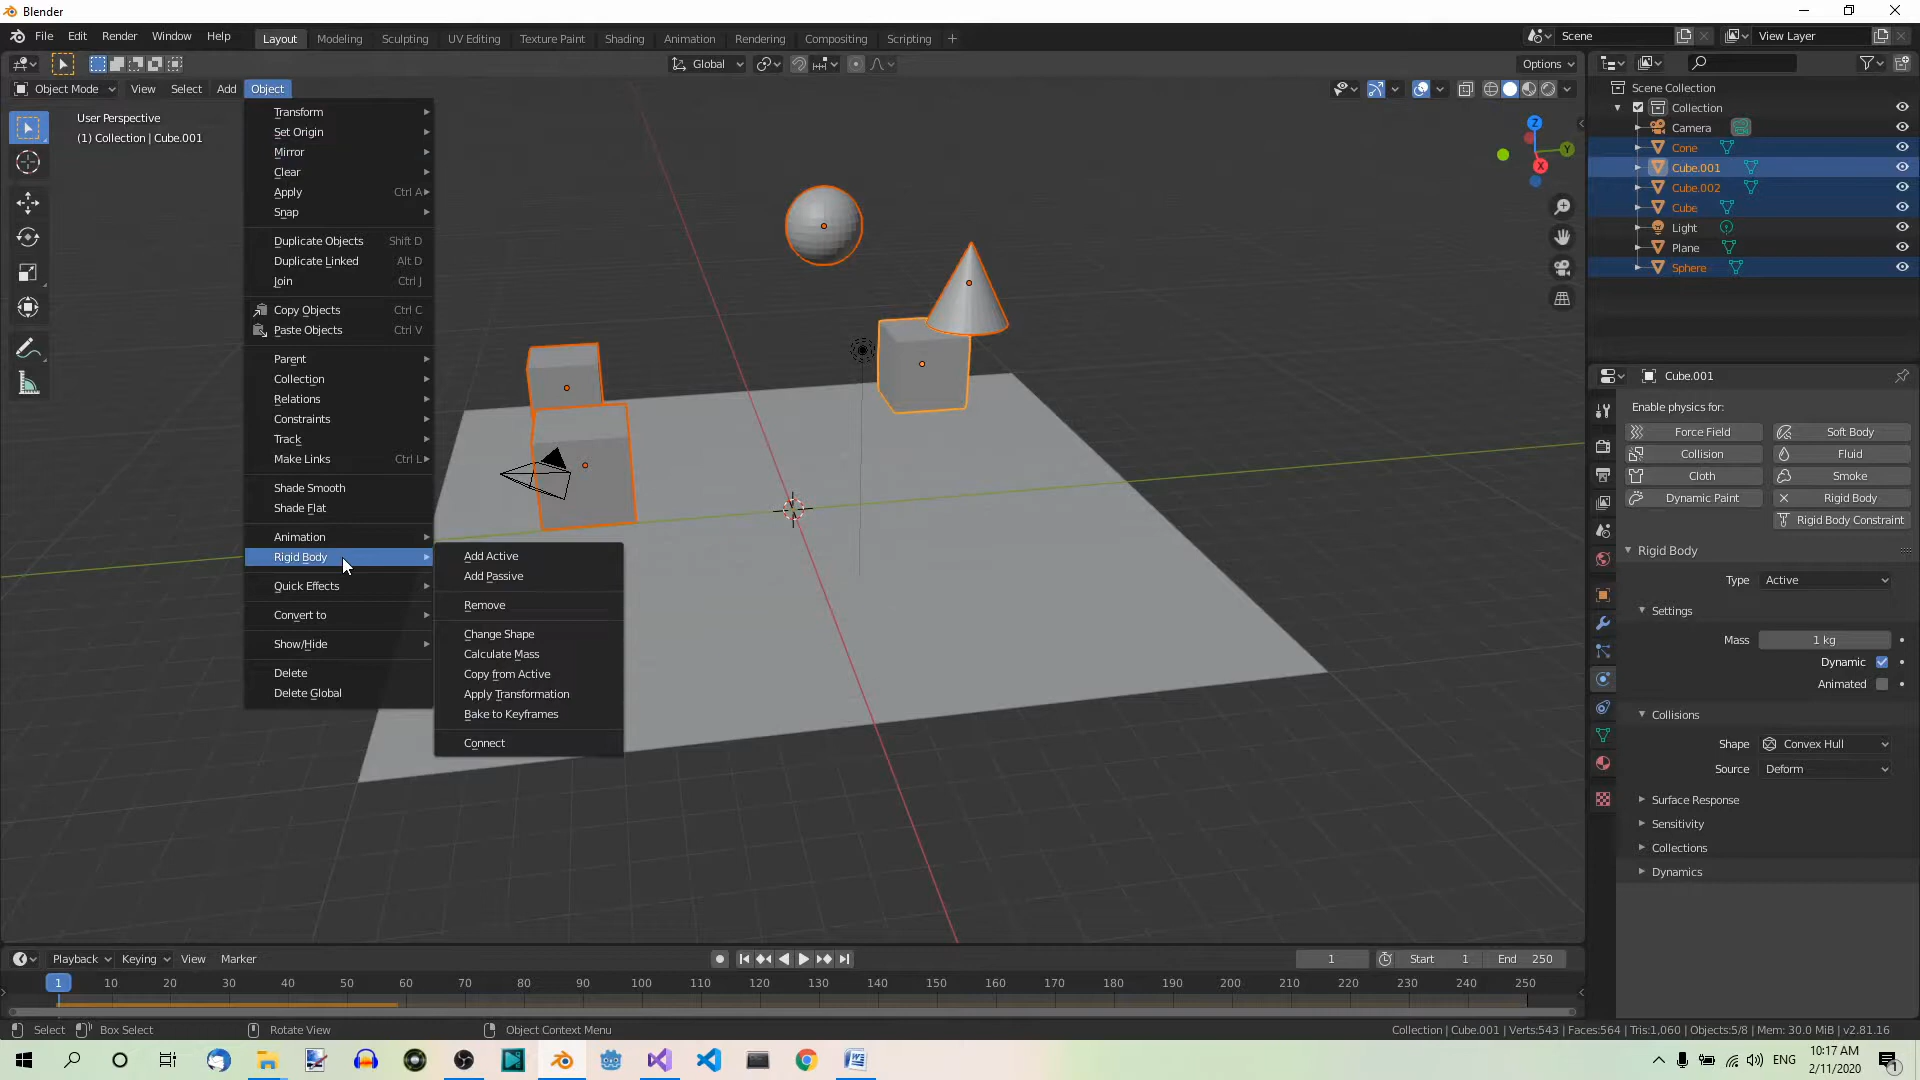 Blender
File Edit Render Window Help
Layout Modeling Sculpting UV Editing Texture Paint Shading Animation Rendering Compositing Scripting +
Scene
View Layer
Global
Options
Object Mode View Select Add Object
User Perspective
(1) Collection | Cube.001
Transform
Set Origin
Mirror
Clear
Apply Ctrl A
Snap
Duplicate Objects Shift D
Duplicate Linked Alt D
Join Ctrl J
Copy Objects Ctrl C
Paste Objects Ctrl V
Parent
Collection
Relations
Constraints
Track
Make Links Ctrl L
Shade Smooth
Shade Flat
Animation
Rigid Body
Quick Effects
Convert to
Show/Hide
Delete
Delete Global
Add Active
Add Passive
Remove
Change Shape
Calculate Mass
Copy from Active
Apply Transformation
Bake to Keyframes
Connect
Z
Y
X
Scene Collection
Collection
Camera
Cone
Cube.001
Cube.002
Cube
Light
Plane
Sphere
Cube.001
Enable physics for:
Force Field Soft Body
Collision Fluid
Cloth Smoke
Dynamic Paint Rigid Body
Rigid Body Constraint
Rigid Body
Type Active
Settings
Mass 1 kg
Dynamic
Animated
Collisions
Shape Convex Hull
Source Deform
Surface Response
Sensitivity
Collections
Dynamics
Playback Keying View Marker
1 Start 1 End 250
1 10 20 30 40 50 60 70 80 90 100 110 120 130 140 150 160 170 180 190 200 210 220 230 240 250
Select Box Select Rotate View Object Context Menu
Collection | Cube.001 | Verts:543 | Faces:564 | Tris:1,060 | Objects:5/8 | Mem: 30.0 MiB | v2.81.16
ENG
10:17 AM
2/11/2020
1